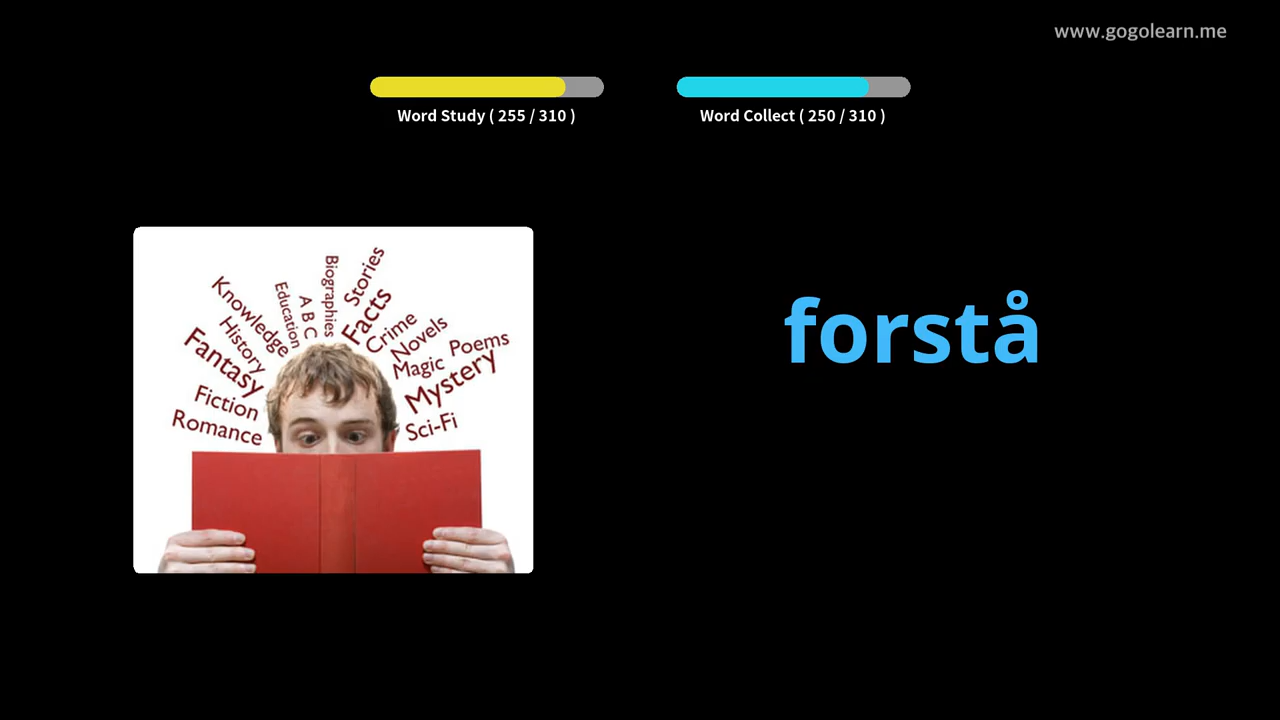 www.gogolearn.me
Word Study ( 255 / 310 )
Word Collect ( 250 / 310 )
forstå
Romance
Fiction
Fantasy
History
Knowledge
Education
A B C
Biographies
Stories
Facts
Crime
Novels
Magic
Poems
Mystery
Sci-Fi